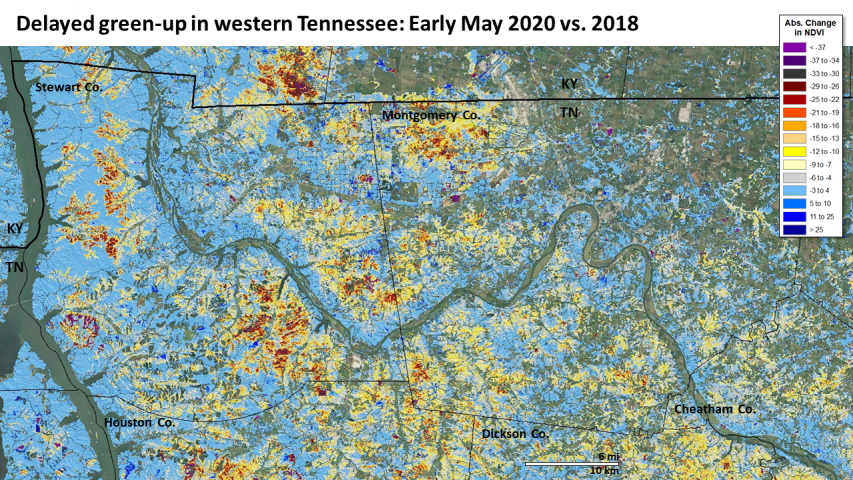 Delayed green-up in western Tennessee: Early May 2020 vs. 2018
Abs. Change
in NDVI
< -37
-37 to -34
-33 to -30
-29 to -26
-25 to -22
-21 to -19
-18 to -16
-15 to -13
-12 to -10
-9 to -7
-6 to -4
-3 to 4
5 to 10
11 to 25
> 25
Stewart Co.
KY
TN
Montgomery Co.
KY
TN
Houston Co.
Dickson Co.
Cheatham Co.
6 mi
10 km